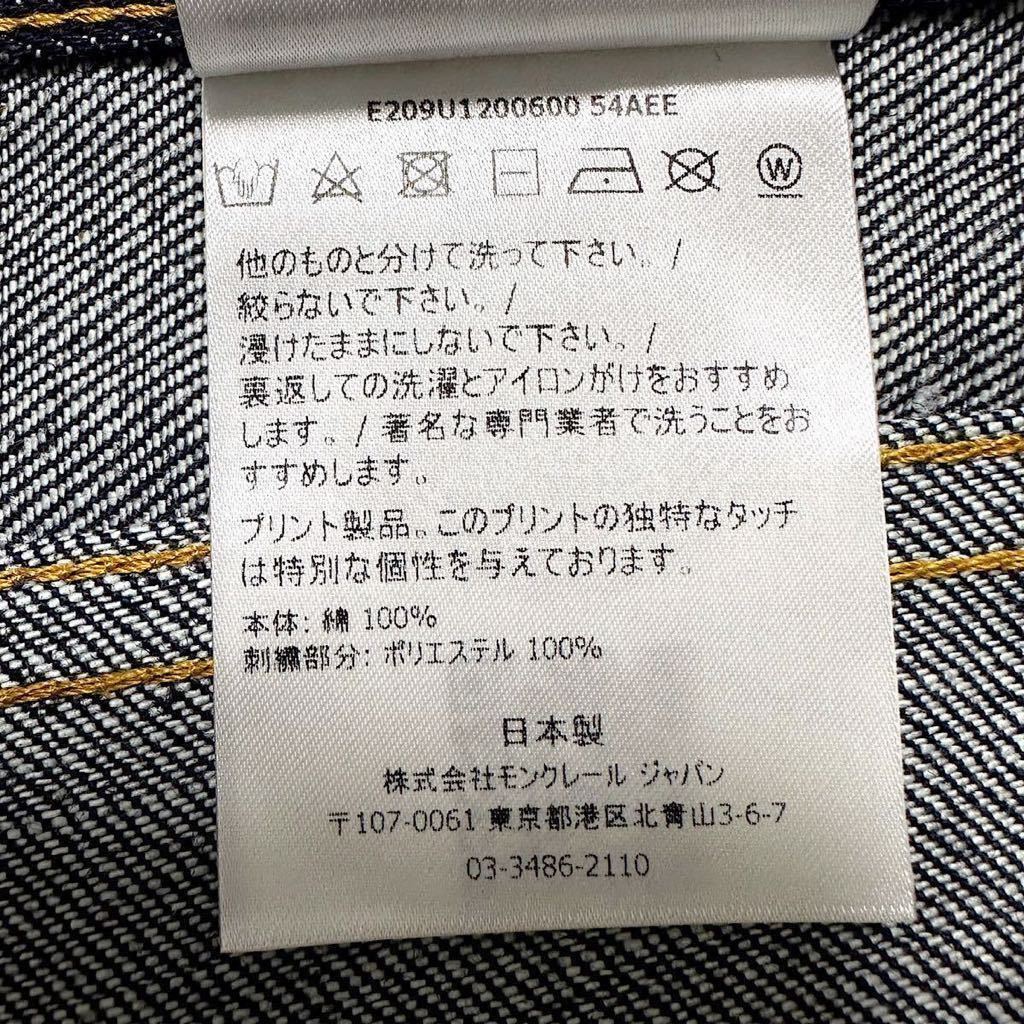 E209U1200600 54AEE
W
他のものと分けて洗って下さい。/
絞らないで下さい。/
浸けたままにしないで下さい。/
裏返しての洗濯とアイロンがけをおすすめ
します。/ 著名な専門業者で洗うことをお
すすめします。
プリント製品。このプリントの独特なタッチ
は特別な個性を与えております。
本体: 綿 100%
刺繍部分: ポリエステル 100%
日本製
株式会社モンクレール ジャパン
〒107-0061 東京都港区北青山3-6-7
03-3486-2110